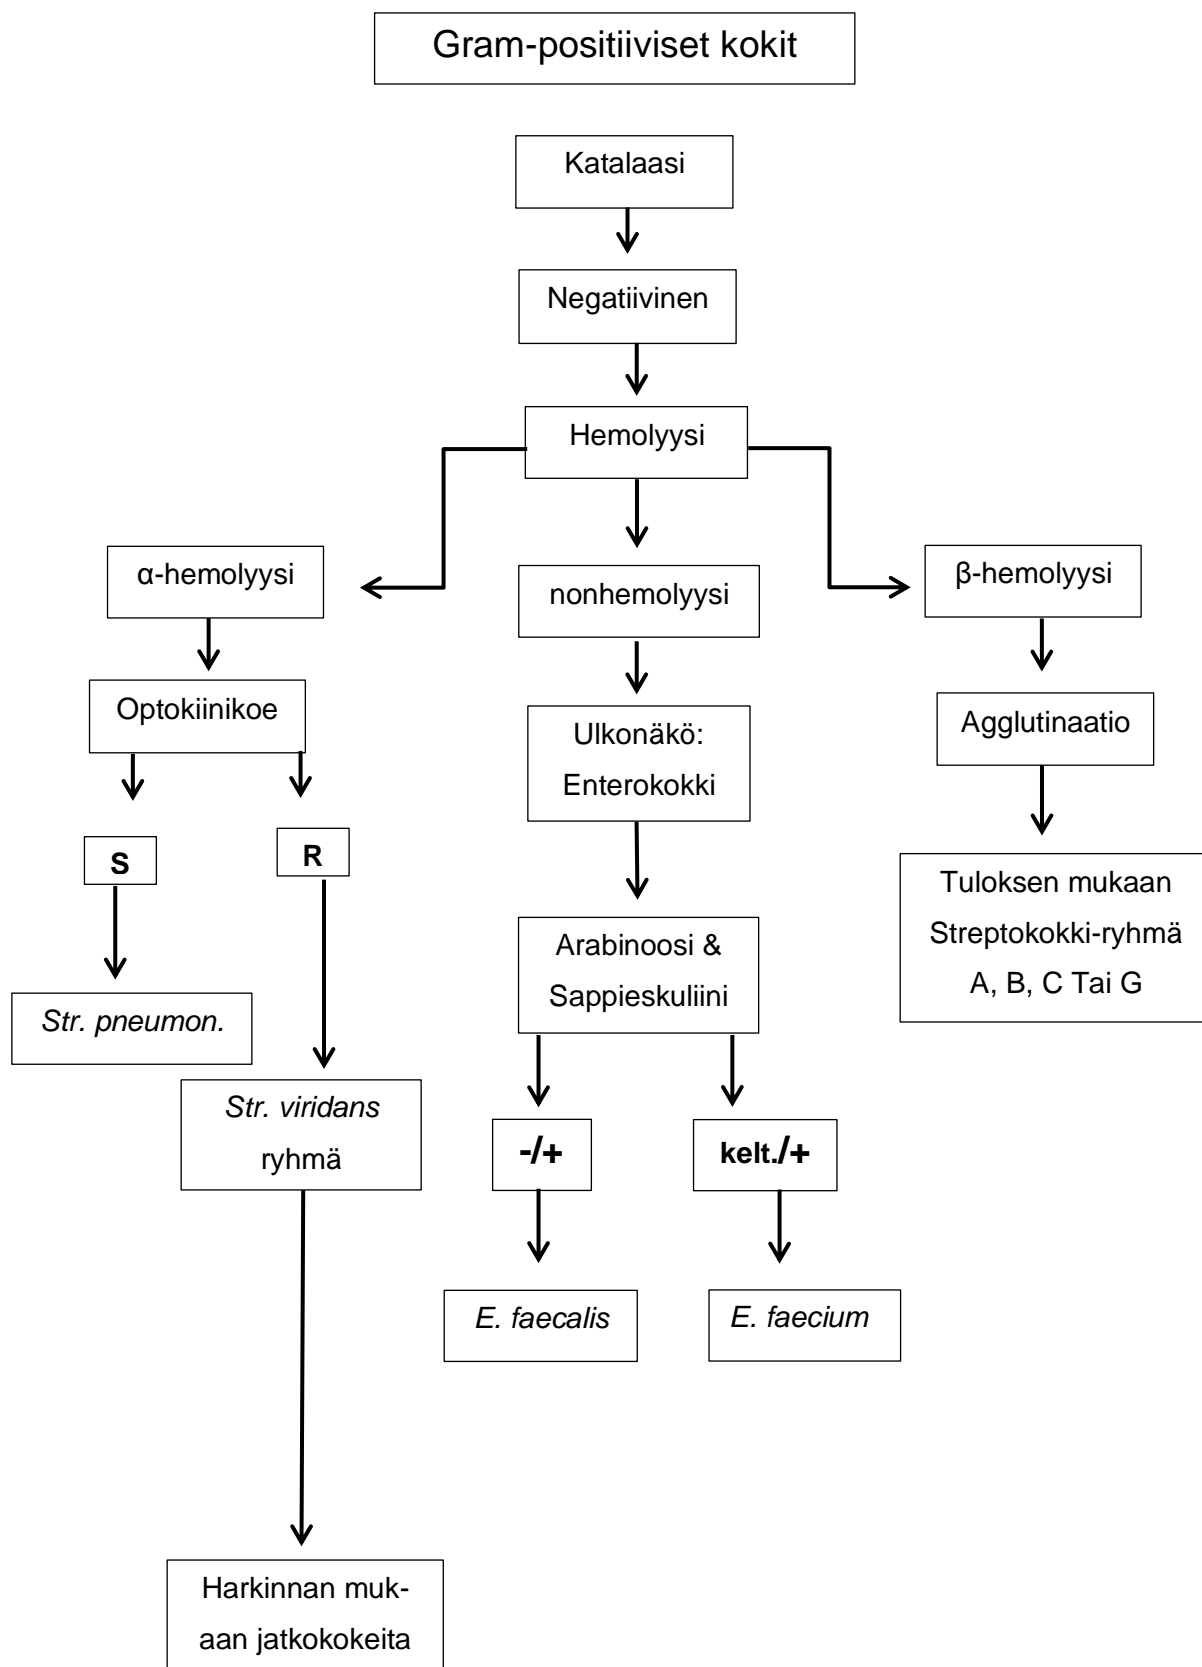 Gram-positiiviset kokit
Katalaasi
Negatiivinen
Hemolyysi
α-hemolyysi
nonhemolyysi
β-hemolyysi
Optokiinikoe
Ulkonäkö:
Enterokokki
Agglutinaatio
S
R
Tuloksen mukaan
Streptokokki-ryhmä
A, B, C Tai G
Arabinoosi &
Sappieskuliini
Str. pneumon.
Str. viridans
ryhmä
-/+
kelt./+
E. faecalis
E. faecium
Harkinnan muk-
aan jatkokokeita